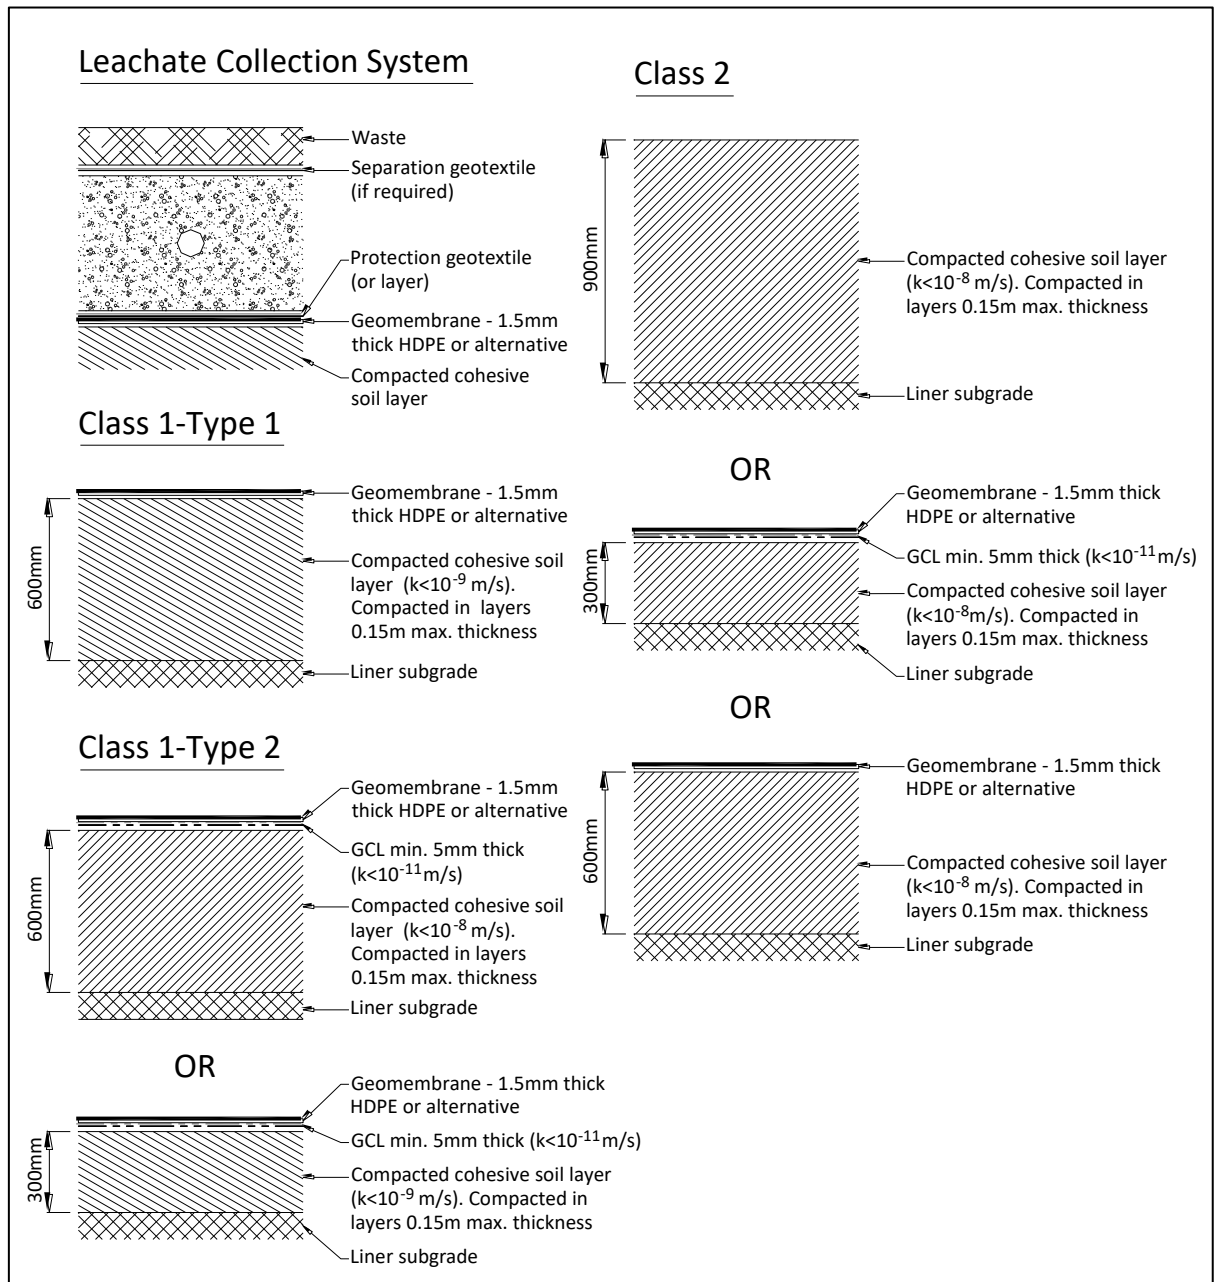 Leachate Collection System
Waste
Separation geotextile
(if required)
Protection geotextile
(or layer)
Geomembrane - 1.5mm
thick HDPE or alternative
Compacted cohesive
soil layer
Class 1-Type 1
600mm
Geomembrane - 1.5mm
thick HDPE or alternative
Compacted cohesive soil
layer (k<10⁻⁹ m/s).
Compacted in layers
0.15m max. thickness
Liner subgrade
Class 1-Type 2
600mm
Geomembrane - 1.5mm
thick HDPE or alternative
GCL min. 5mm thick
(k<10⁻¹¹m/s)
Compacted cohesive soil
layer (k<10⁻⁸ m/s).
Compacted in layers
0.15m max. thickness
Liner subgrade
OR
300mm
Geomembrane - 1.5mm thick
HDPE or alternative
GCL min. 5mm thick (k<10⁻¹¹m/s)
Compacted cohesive soil layer
(k<10⁻⁹ m/s). Compacted in
layers 0.15m max. thickness
Liner subgrade
Class 2
900mm
Compacted cohesive soil layer
(k<10⁻⁸ m/s). Compacted in
layers 0.15m max. thickness
Liner subgrade
OR
300mm
Geomembrane - 1.5mm thick
HDPE or alternative
GCL min. 5mm thick (k<10⁻¹¹m/s)
Compacted cohesive soil layer
(k<10⁻⁸m/s). Compacted in
layers 0.15m max. thickness
Liner subgrade
OR
600mm
Geomembrane - 1.5mm thick
HDPE or alternative
Compacted cohesive soil layer
(k<10⁻⁸ m/s). Compacted in
layers 0.15m max. thickness
Liner subgrade